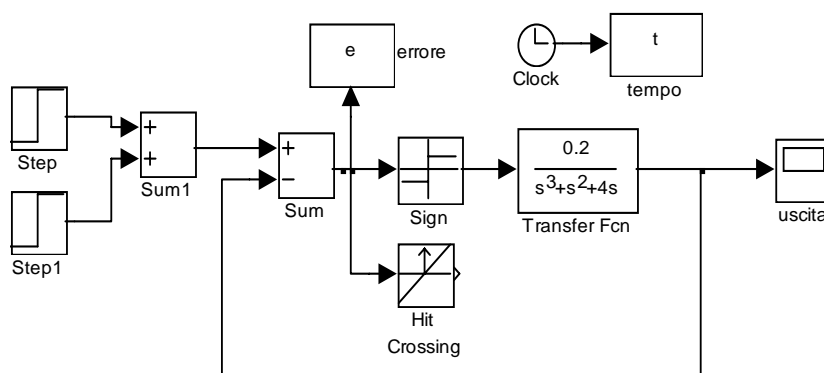 e
errore
t
Clock
tempo
Step
+
+
Sum1
+
−
Sum
Sign
0.2
s3+s2+4s
Transfer Fcn
uscita
Step1
Hit
Crossing